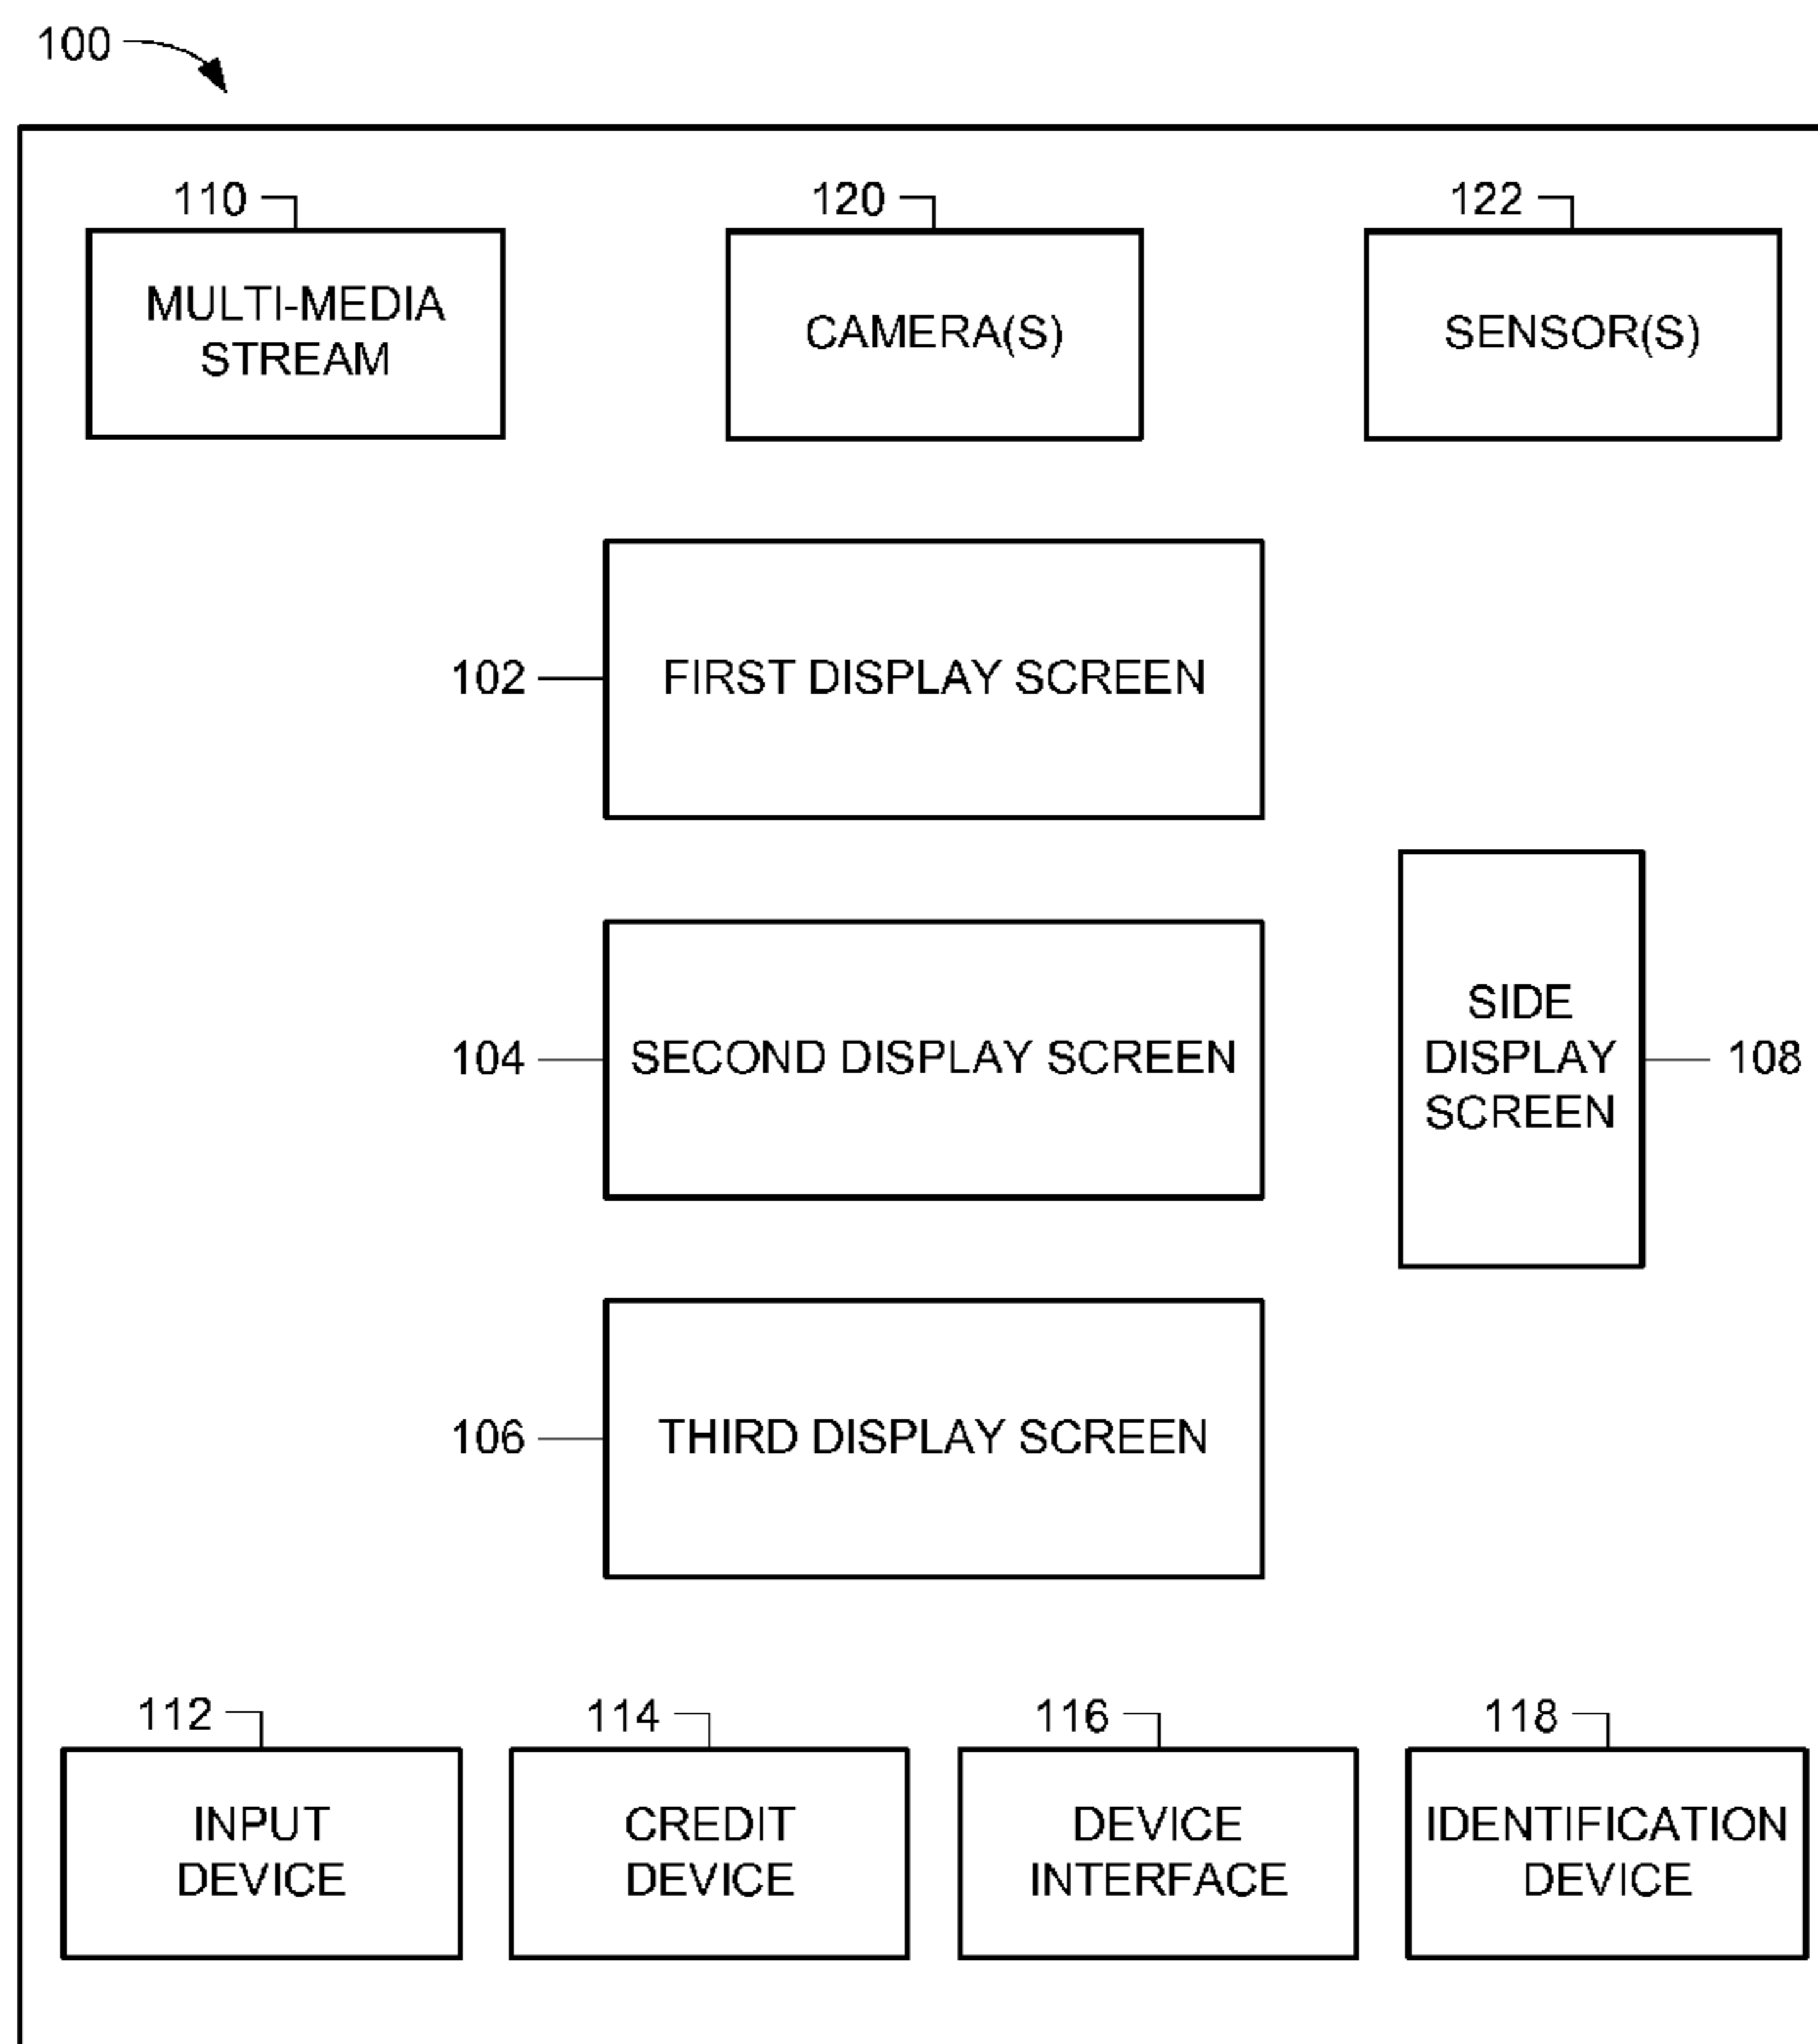 100
110
120
122
MULTI-MEDIA
STREAM
CAMERA(S)
SENSOR(S)
102
FIRST DISPLAY SCREEN
104
SECOND DISPLAY SCREEN
SIDE
DISPLAY
SCREEN
108
106
THIRD DISPLAY SCREEN
112
114
116
118
INPUT
DEVICE
CREDIT
DEVICE
DEVICE
INTERFACE
IDENTIFICATION
DEVICE